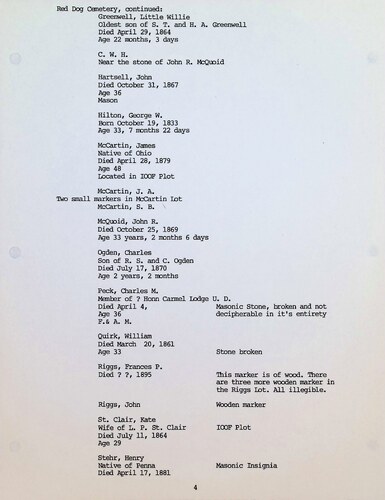 Red Dog Cemetery, continued:
Greenwell, Little Willie
Oldest son of S. T. and H. A. Greenwell
Died April 29, 1864
Age 22 months, 3 days
C. W. H.
Near the stone of John R. McQuoid
Hartsell, John
Died October 31, 1867
Age 36
Mason
Hilton, George W.
Born October 19, 1833
Age 33, 7 months 22 days
McCartin, James
Native of Ohio
Died April 28, 1879
Age 48
Located in IOOF Plot
McCartin, J. A.
Two small markers in McCartin Lot
McCartin, S. B.
McQuoid, John R.
Died October 25, 1869
Age 33 years, 2 months 6 days
Ogden, Charles
Son of R. S. and C. Ogden
Died July 17, 1870
Age 2 years, 2 months
Peck, Charles M.
Member of ? Honn Carmel Lodge U. D.
Died April 4, Masonic Stone, broken and not
Age 36 decipherable in it's entirety
F.& A. M.
Quirk, William
Died March 20, 1861
Age 33 Stone broken
Riggs, Frances P.
Died ? ?, 1895 This marker is of wood. There
are three more wooden marker in
the Riggs Lot. All illegible.
Riggs, John Wooden marker
St. Clair, Kate
Wife of L. P. St. Clair IOOF Plot
Died July 11, 1864
Age 29
Stehr, Henry
Native of Penna Masonic Insignia
Died April 17, 1881
4